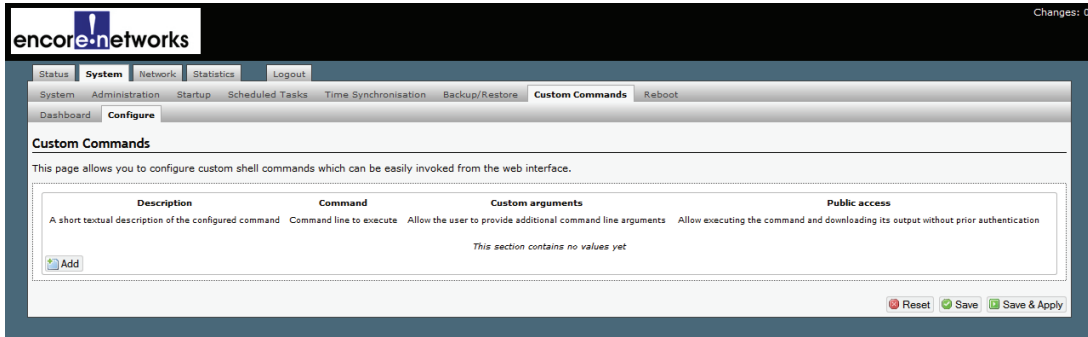 Changes: 0
encore!networks
Status System Network Statistics Logout
System Administration Startup Scheduled Tasks Time Synchronisation Backup/Restore Custom Commands Reboot
Dashboard Configure
Custom Commands
This page allows you to configure custom shell commands which can be easily invoked from the web interface.
Description Command Custom arguments Public access
A short textual description of the configured command Command line to execute Allow the user to provide additional command line arguments Allow executing the command and downloading its output without prior authentication
This section contains no values yet
Add
Reset Save Save & Apply